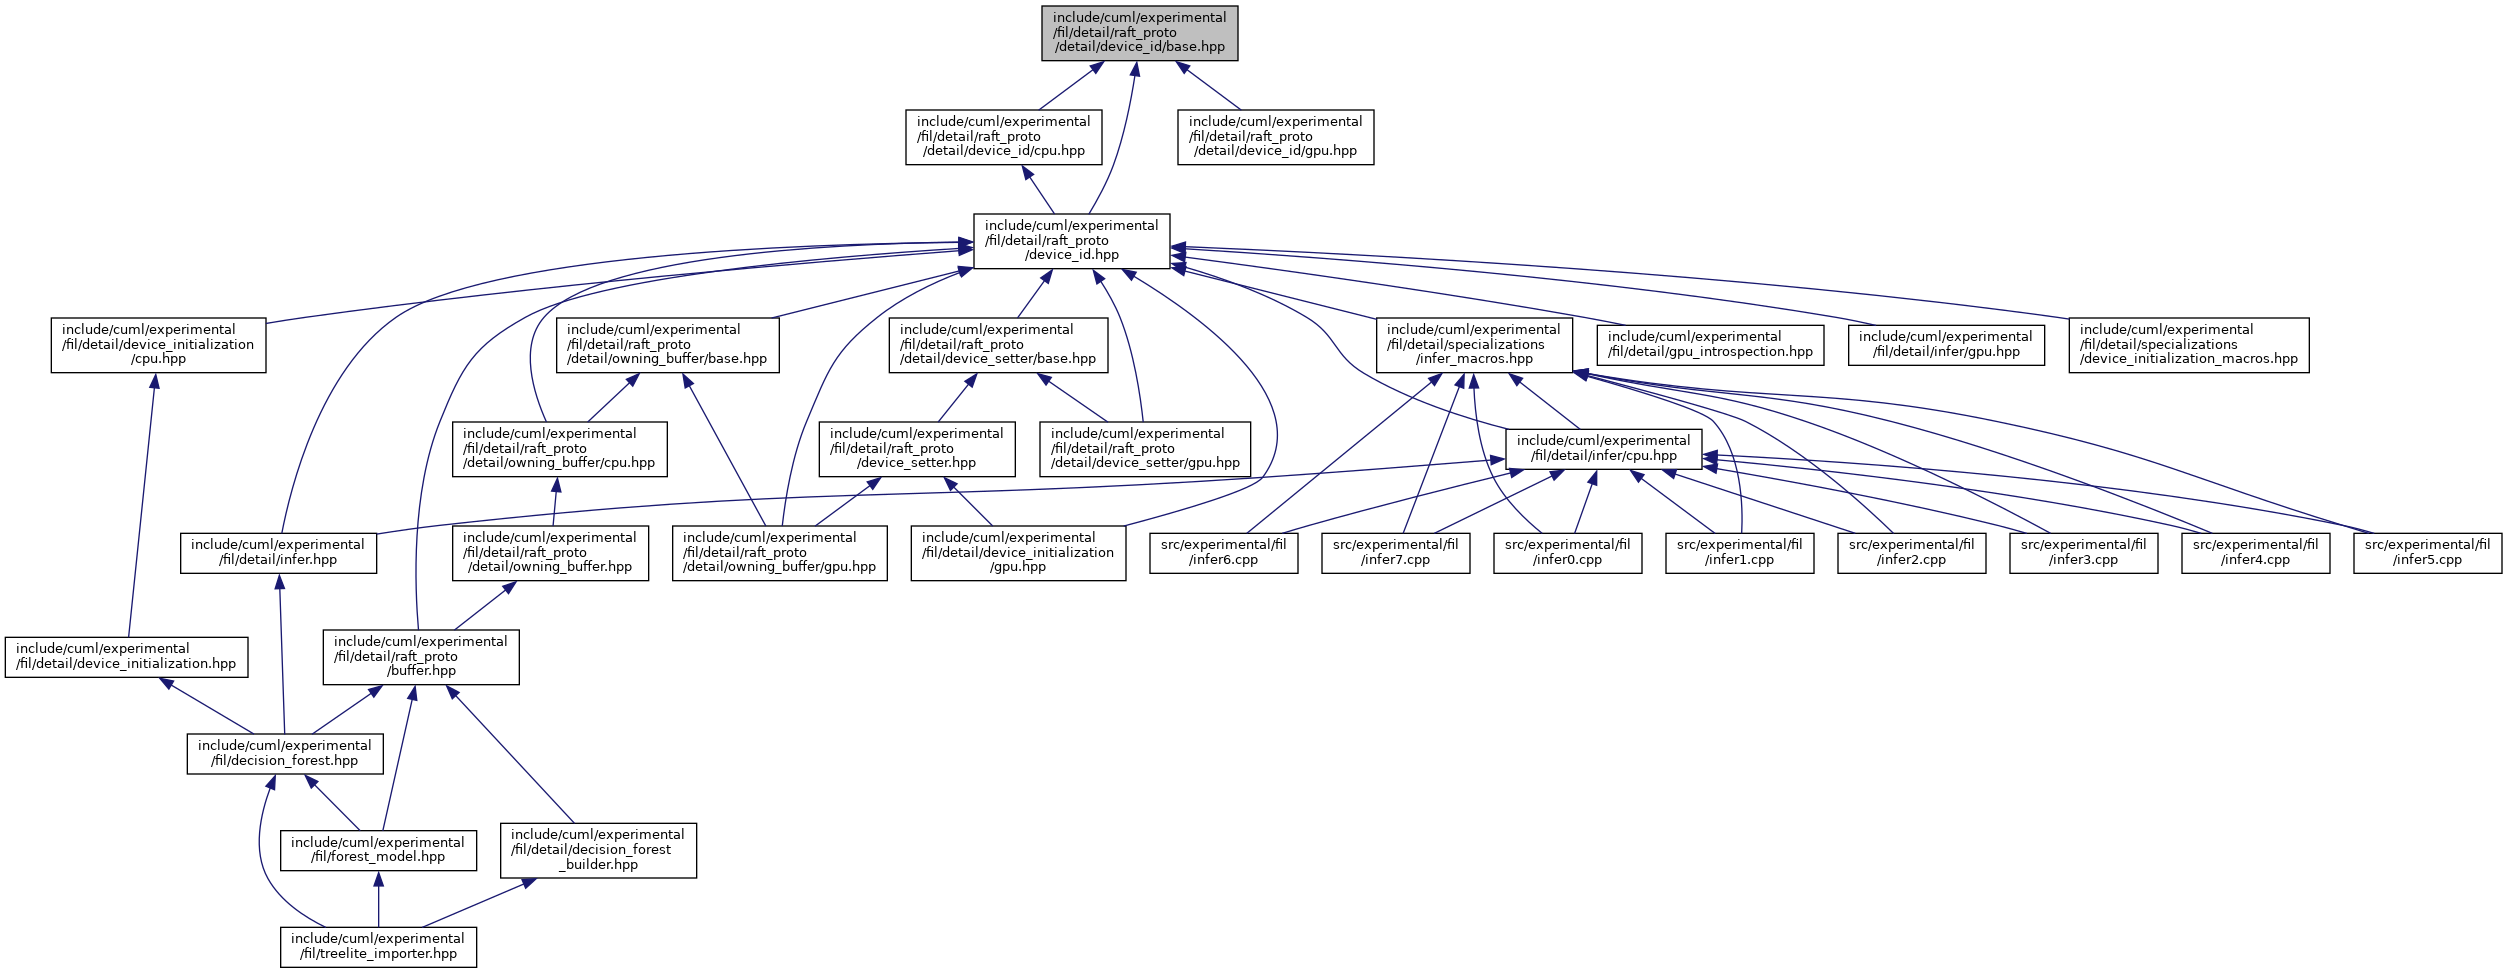 include/cuml/experimental
/fil/detail/raft_proto
/detail/device_id/base.hpp
include/cuml/experimental
/fil/detail/raft_proto
/detail/device_id/cpu.hpp
include/cuml/experimental
/fil/detail/raft_proto
/detail/device_id/gpu.hpp
include/cuml/experimental
/fil/detail/raft_proto
/device_id.hpp
include/cuml/experimental
/fil/detail/device_initialization
/cpu.hpp
include/cuml/experimental
/fil/detail/raft_proto
/detail/owning_buffer/base.hpp
include/cuml/experimental
/fil/detail/raft_proto
/detail/device_setter/base.hpp
include/cuml/experimental
/fil/detail/specializations
/infer_macros.hpp
include/cuml/experimental
/fil/detail/gpu_introspection.hpp
include/cuml/experimental
/fil/detail/infer/gpu.hpp
include/cuml/experimental
/fil/detail/specializations
/device_initialization_macros.hpp
include/cuml/experimental
/fil/detail/raft_proto
/detail/owning_buffer/cpu.hpp
include/cuml/experimental
/fil/detail/raft_proto
/device_setter.hpp
include/cuml/experimental
/fil/detail/raft_proto
/detail/device_setter/gpu.hpp
include/cuml/experimental
/fil/detail/infer/cpu.hpp
include/cuml/experimental
/fil/detail/infer.hpp
include/cuml/experimental
/fil/detail/raft_proto
/detail/owning_buffer.hpp
include/cuml/experimental
/fil/detail/raft_proto
/detail/owning_buffer/gpu.hpp
include/cuml/experimental
/fil/detail/device_initialization
/gpu.hpp
src/experimental/fil
/infer6.cpp
src/experimental/fil
/infer7.cpp
src/experimental/fil
/infer0.cpp
src/experimental/fil
/infer1.cpp
src/experimental/fil
/infer2.cpp
src/experimental/fil
/infer3.cpp
src/experimental/fil
/infer4.cpp
src/experimental/fil
/infer5.cpp
include/cuml/experimental
/fil/detail/device_initialization.hpp
include/cuml/experimental
/fil/detail/raft_proto
/buffer.hpp
include/cuml/experimental
/fil/decision_forest.hpp
include/cuml/experimental
/fil/forest_model.hpp
include/cuml/experimental
/fil/detail/decision_forest
_builder.hpp
include/cuml/experimental
/fil/treelite_importer.hpp